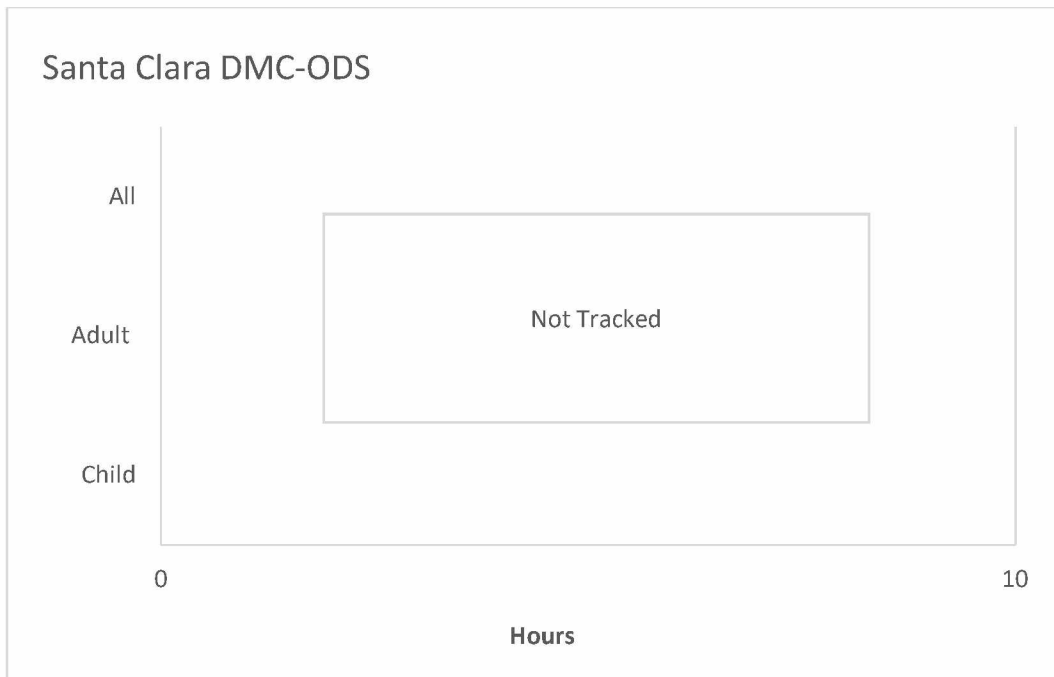 Santa Clara DMC-ODS
All
Not Tracked
Adult
Child
0 10
Hours